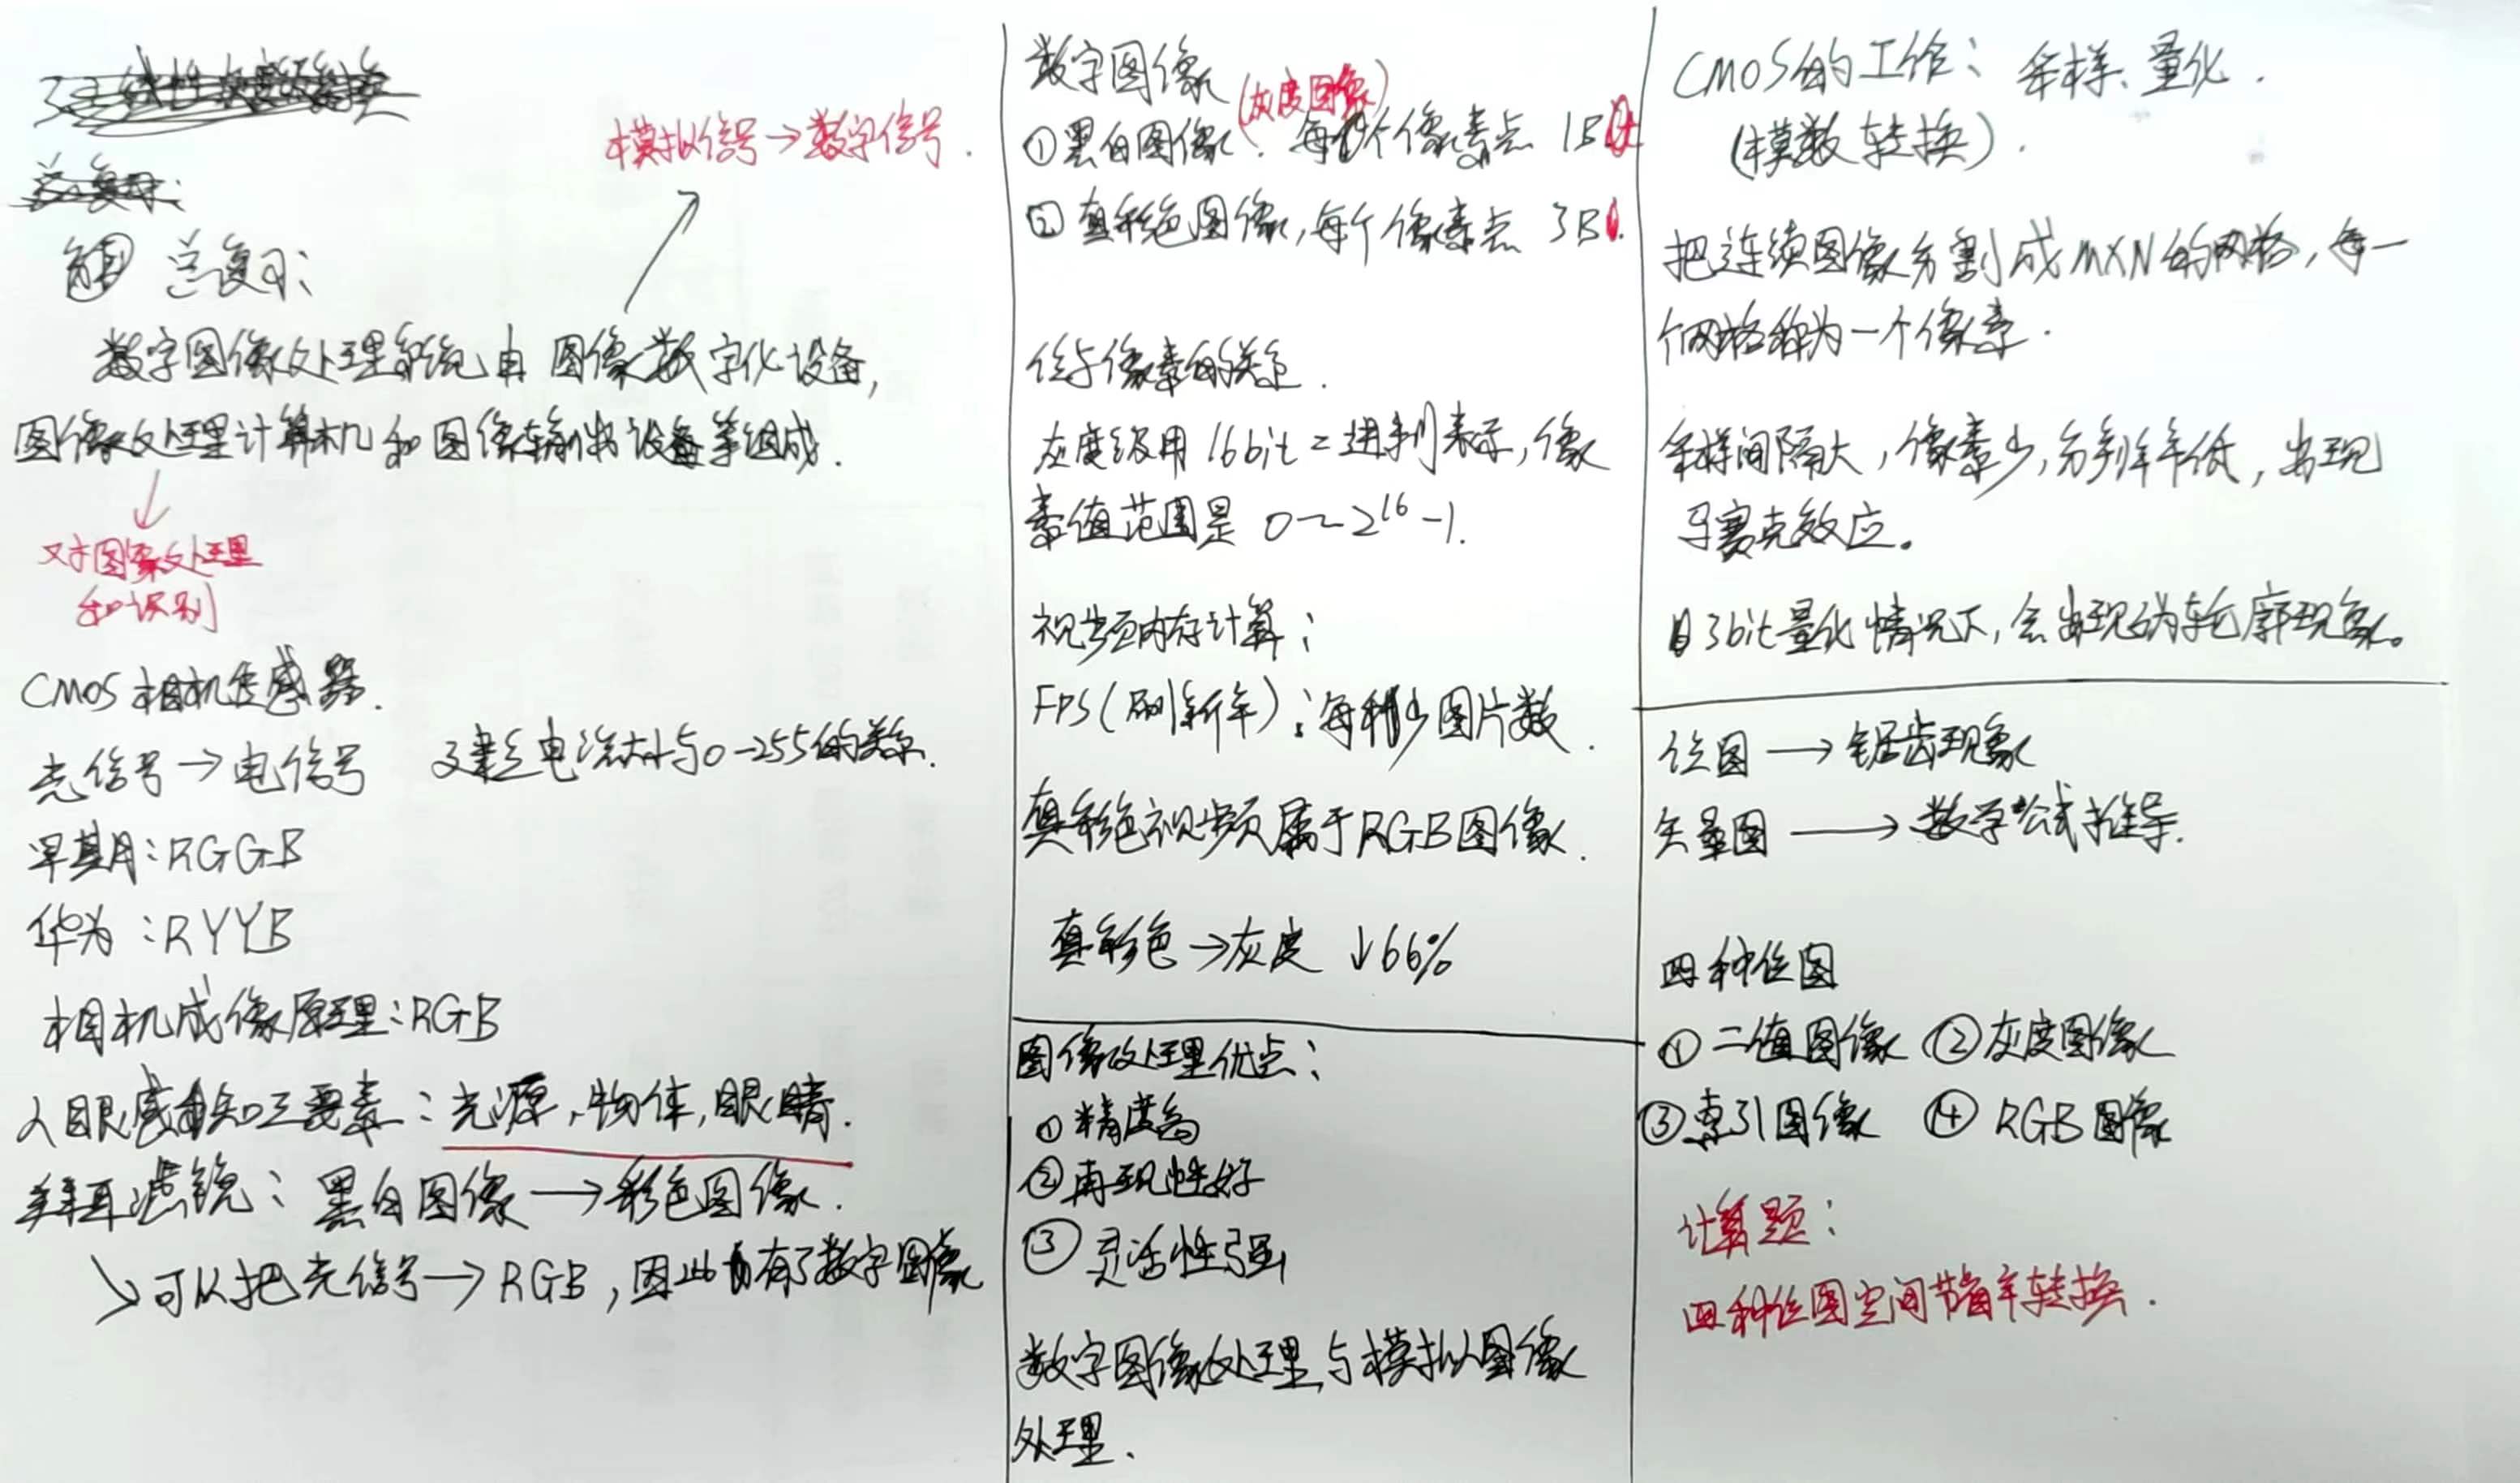 总复习:
模拟信号→数字信号.
数字图像处理系统由图像数字化设备,
图像处理计算机和图像输出设备等组成.
对图像处理
和识别
CMOS相机传感器.
光信号→电信号 建立电流大小与0-255的关系.
早期:RGGB
华为:RYYB
相机成像原理:RGB
人眼感知三要素:光源,物体,眼睛.
拜耳滤镜:黑白图像→彩色图像.
↘可以把光信号→RGB,因此有了数字图像
数字图像
(灰度图像)
①黑白图像.每个像素点 1B
②真彩色图像,每个像素点 3B.
位与像素的关系.
灰度级用16bit二进制表示,像
素值范围是 0~2^16-1.
视频内存计算:
FPS(刷新率):每秒多少图片数.
真彩色视频属于RGB图像.
真彩色→灰度 ↓66%
图像处理优点:
①精度高
②再现性好
③灵活性强
数字图像处理与模拟图像
处理.
CMOS的工作:采样、量化.
(模数转换).
把连续图像分割成M×N的网格,每一
个网格称为一个像素.
采样间隔大,像素少,分辨率低,出现
马赛克效应。
3bit量化情况下,会出现伪轮廓现象。
位图→锯齿现象
矢量图→数学公式推导.
四种位图
①二值图像 ②灰度图像
③索引图像 ④RGB图像
计算题:
四种位图空间节省率转换.